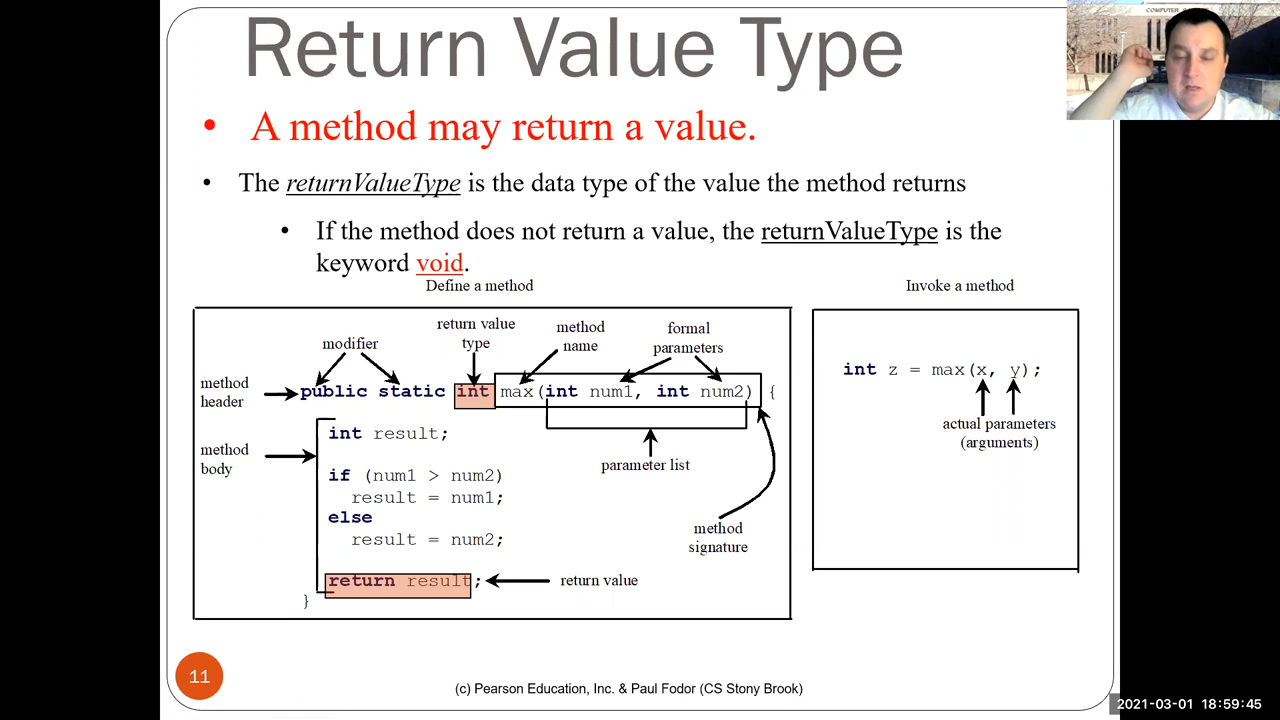 COMPUTER
Return Value Type
• A method may return a value.
• The returnValueType is the data type of the value the method returns
• If the method does not return a value, the returnValueType is the
keyword void.
Define a method
return value
type
method
name
formal
parameters
modifier
method
header
public static int max(int num1, int num2) {
int result;
method
body
parameter list
if (num1 > num2)
result = num1;
else
result = num2;
method
signature
return result;
return value
}
Invoke a method
int z = max(x, y);
actual parameters
(arguments)
11
(c) Pearson Education, Inc. & Paul Fodor (CS Stony Brook)
2021-03-01 18:59:45